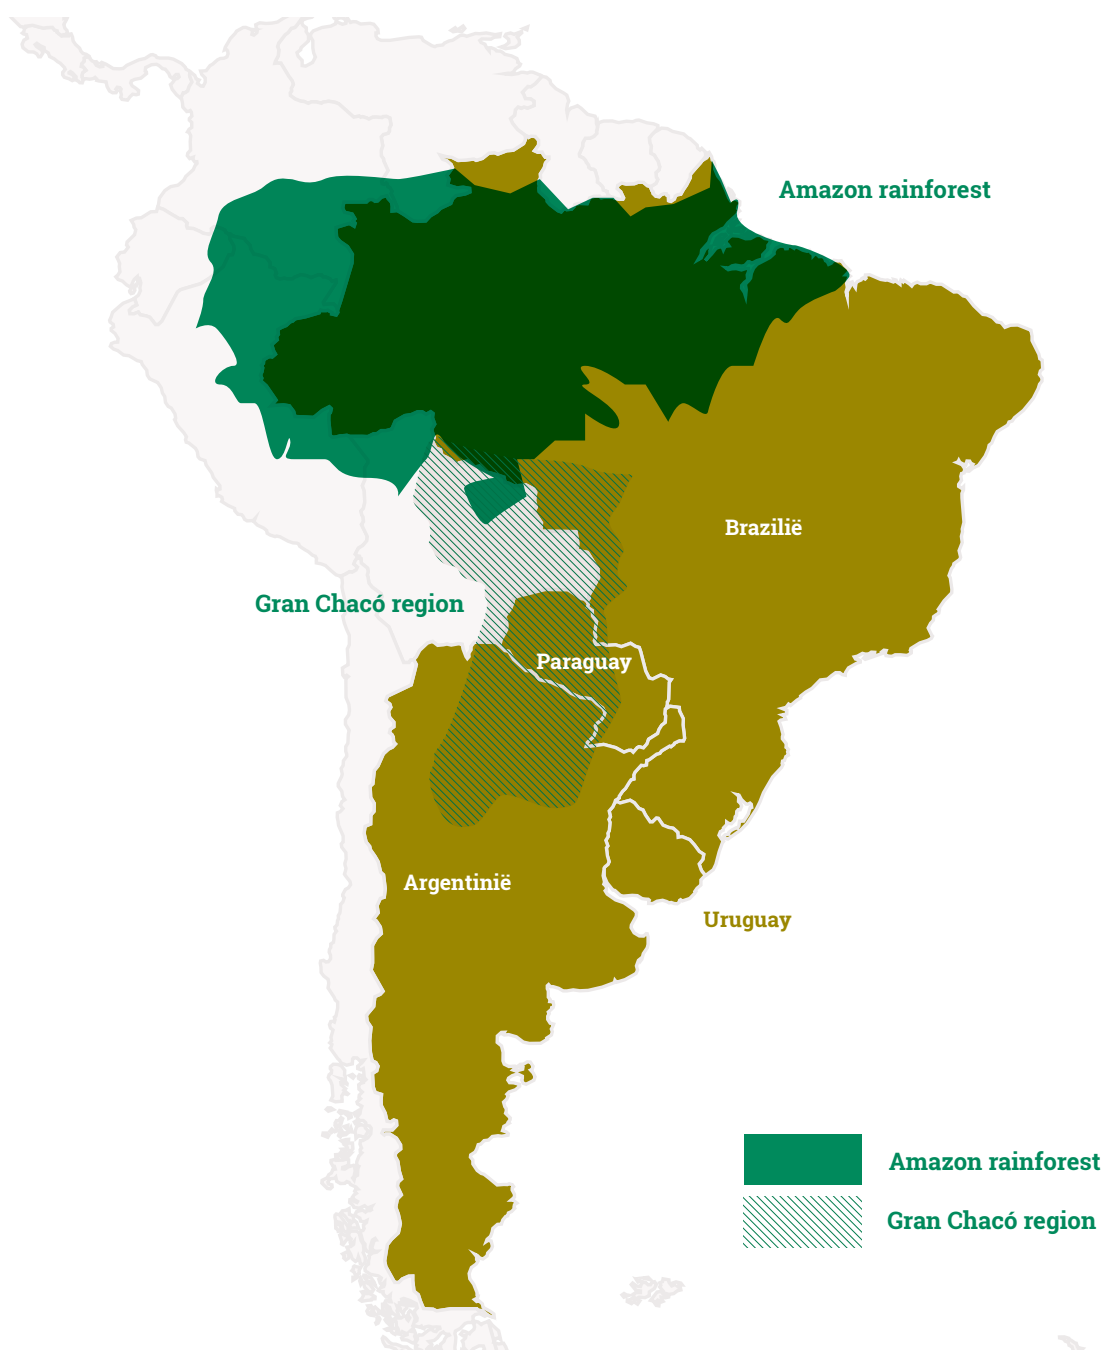 Amazon rainforest
Brazilië
Gran Chacó region
Paraguay
Argentinië
Uruguay
Amazon rainforest
Gran Chacó region